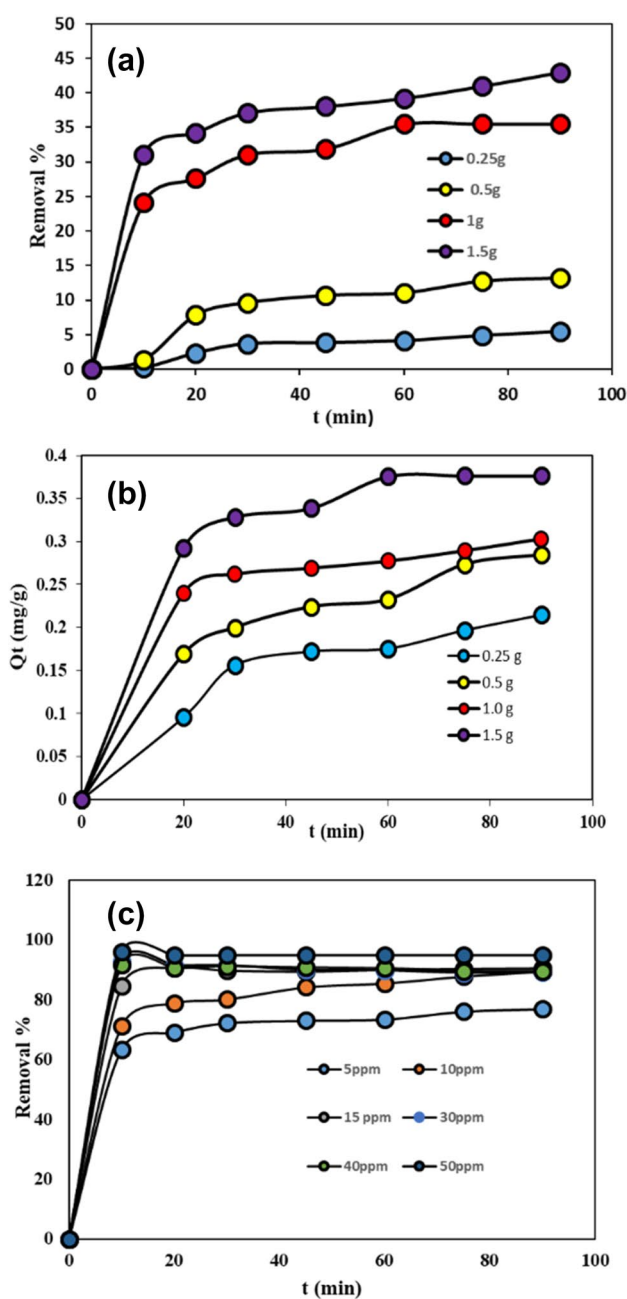 (a)
Removal %
50
45
40
35
30
25
20
15
10
5
0
0.25g
0.5g
1g
1.5g
0 20 40 60 80 100
t (min)
(b)
Qt (mg/g)
0.4
0.35
0.3
0.25
0.2
0.15
0.1
0.05
0
0.25 g
0.5 g
1.0 g
1.5 g
0 20 40 60 80 100
t (min)
(c)
Removal %
120
100
80
60
40
20
0
5ppm 10ppm
15 ppm 30ppm
40ppm 50ppm
0 20 40 60 80 100
t (min)